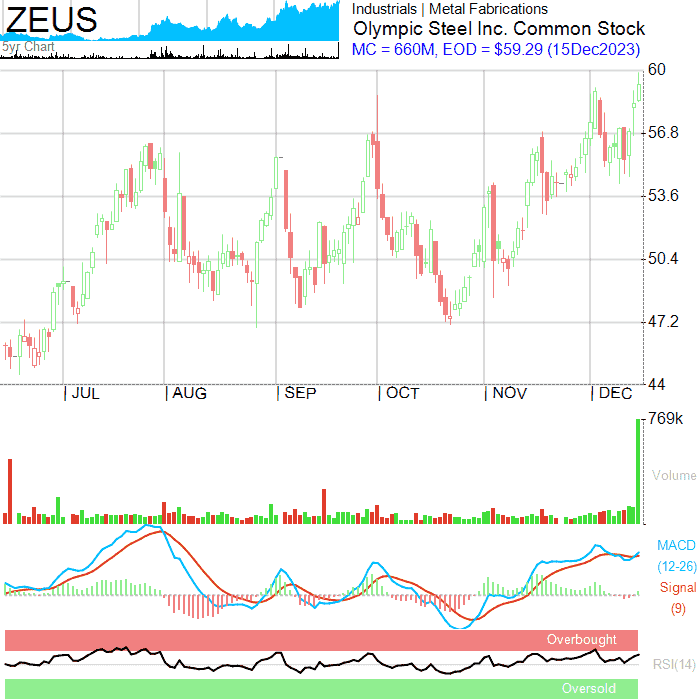 ZEUS
5yr Chart
Industrials | Metal Fabrications
Olympic Steel Inc. Common Stock
MC = 660M, EOD = $59.29 (15Dec2023)
60
56.8
53.6
50.4
47.2
44
JUL AUG SEP OCT NOV DEC
769k
Volume
MACD
(12-26)
Signal
(9)
Overbought
RSI(14)
Oversold